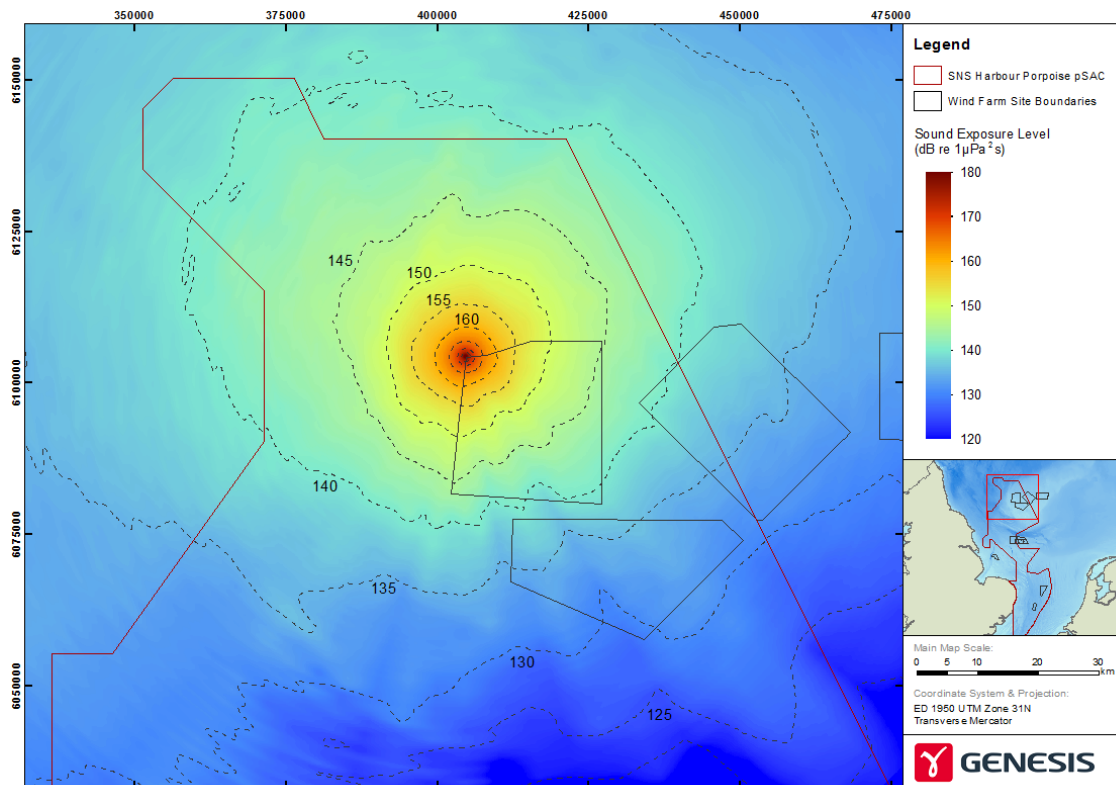 350000 375000 400000 425000 450000 475000
6150000
6125000
6100000
6075000
6050000
145
150
155
160
140
135
130
125
Legend
SNS Harbour Porpoise pSAC
Wind Farm Site Boundaries
Sound Exposure Level
(dB re 1µPa²s)
180
170
160
150
140
130
120
Main Map Scale:
0 5 10 20 30
km
Coordinate System & Projection:
ED 1950 UTM Zone 31N
Transverse Mercator
GENESIS